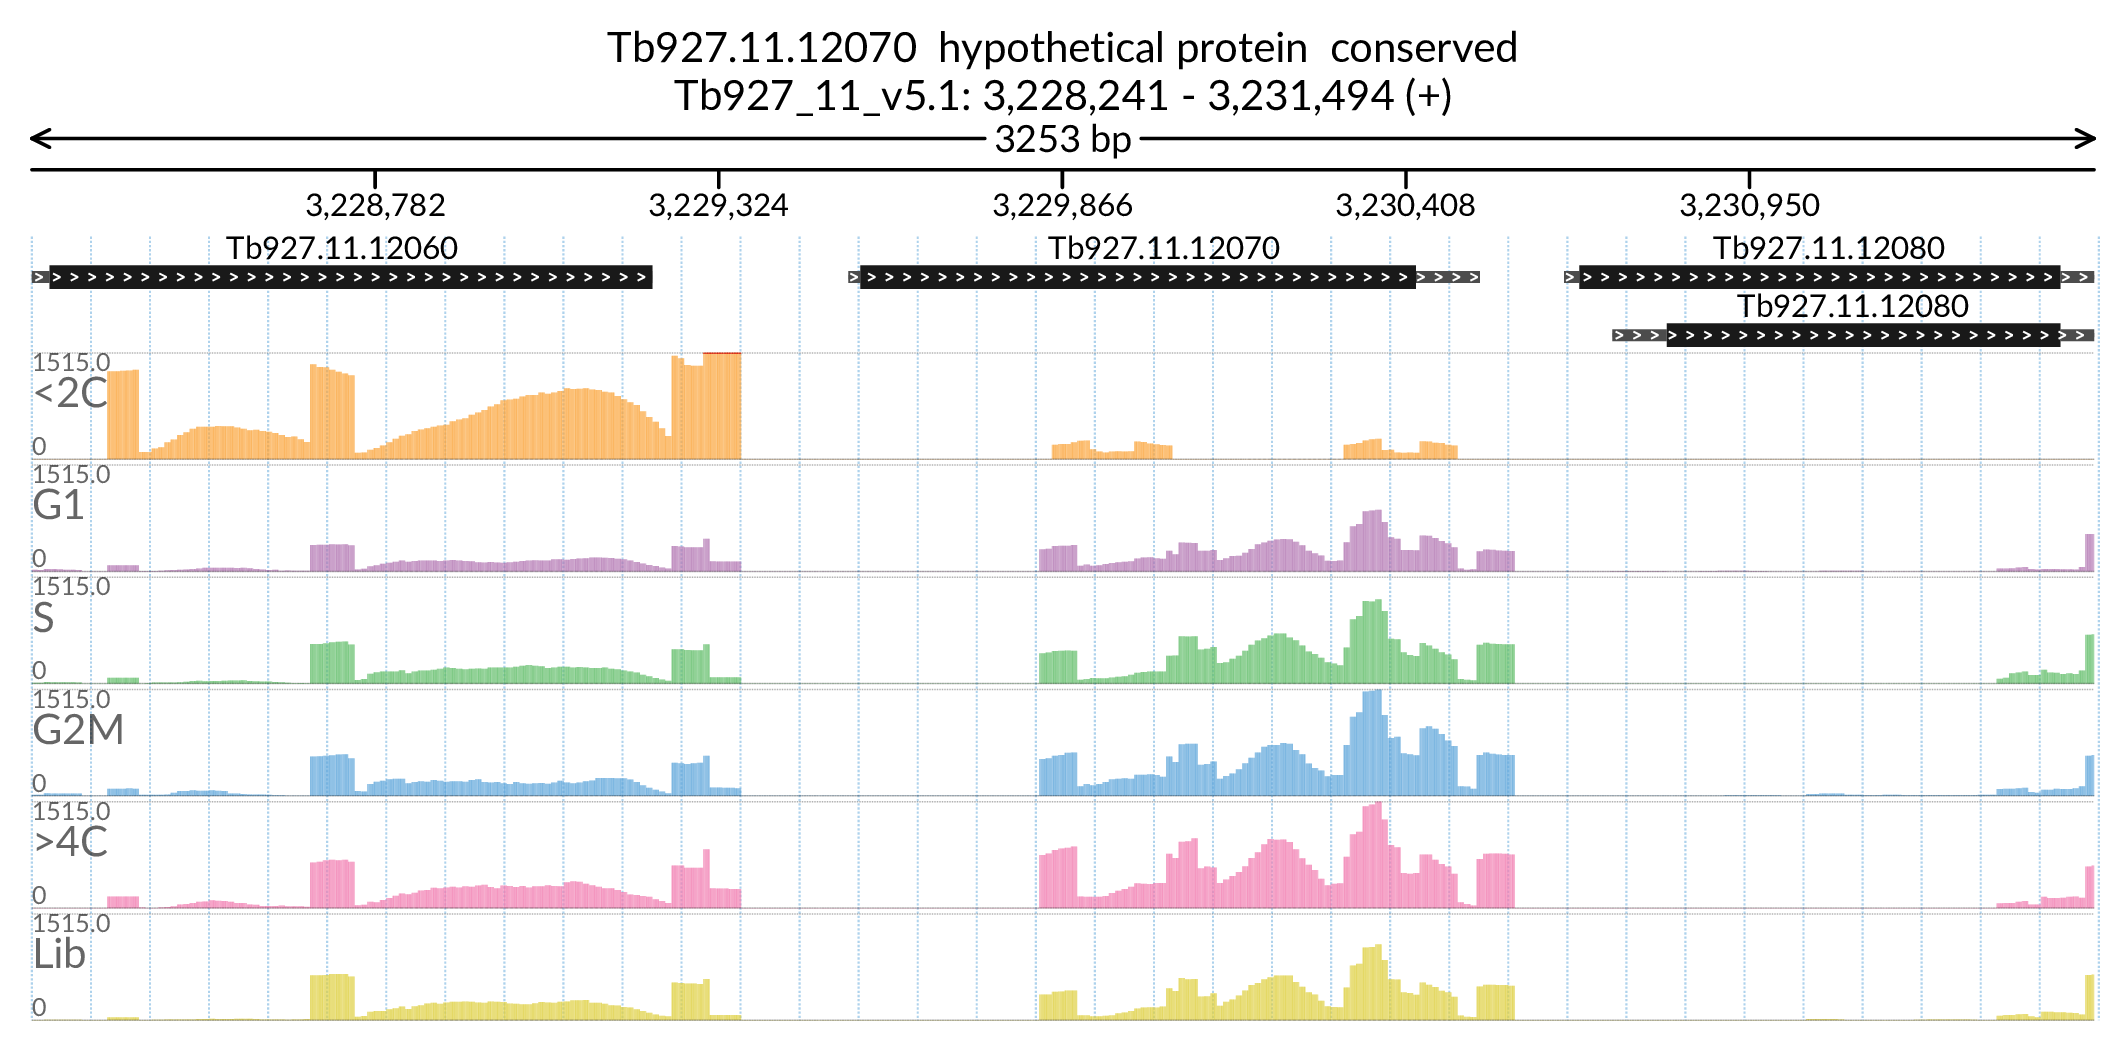 Tb927.11.12070 hypothetical protein conserved
Tb927_11_v5.1: 3,228,241 - 3,231,494 (+)
3253 bp
3,228,782 3,229,324 3,229,866 3,230,408 3,230,950
Tb927.11.12060 Tb927.11.12070 Tb927.11.12080
Tb927.11.12080
1515.0
<2C
0
1515.0
G1
0
1515.0
S
0
1515.0
G2M
0
1515.0
>4C
0
1515.0
Lib
0